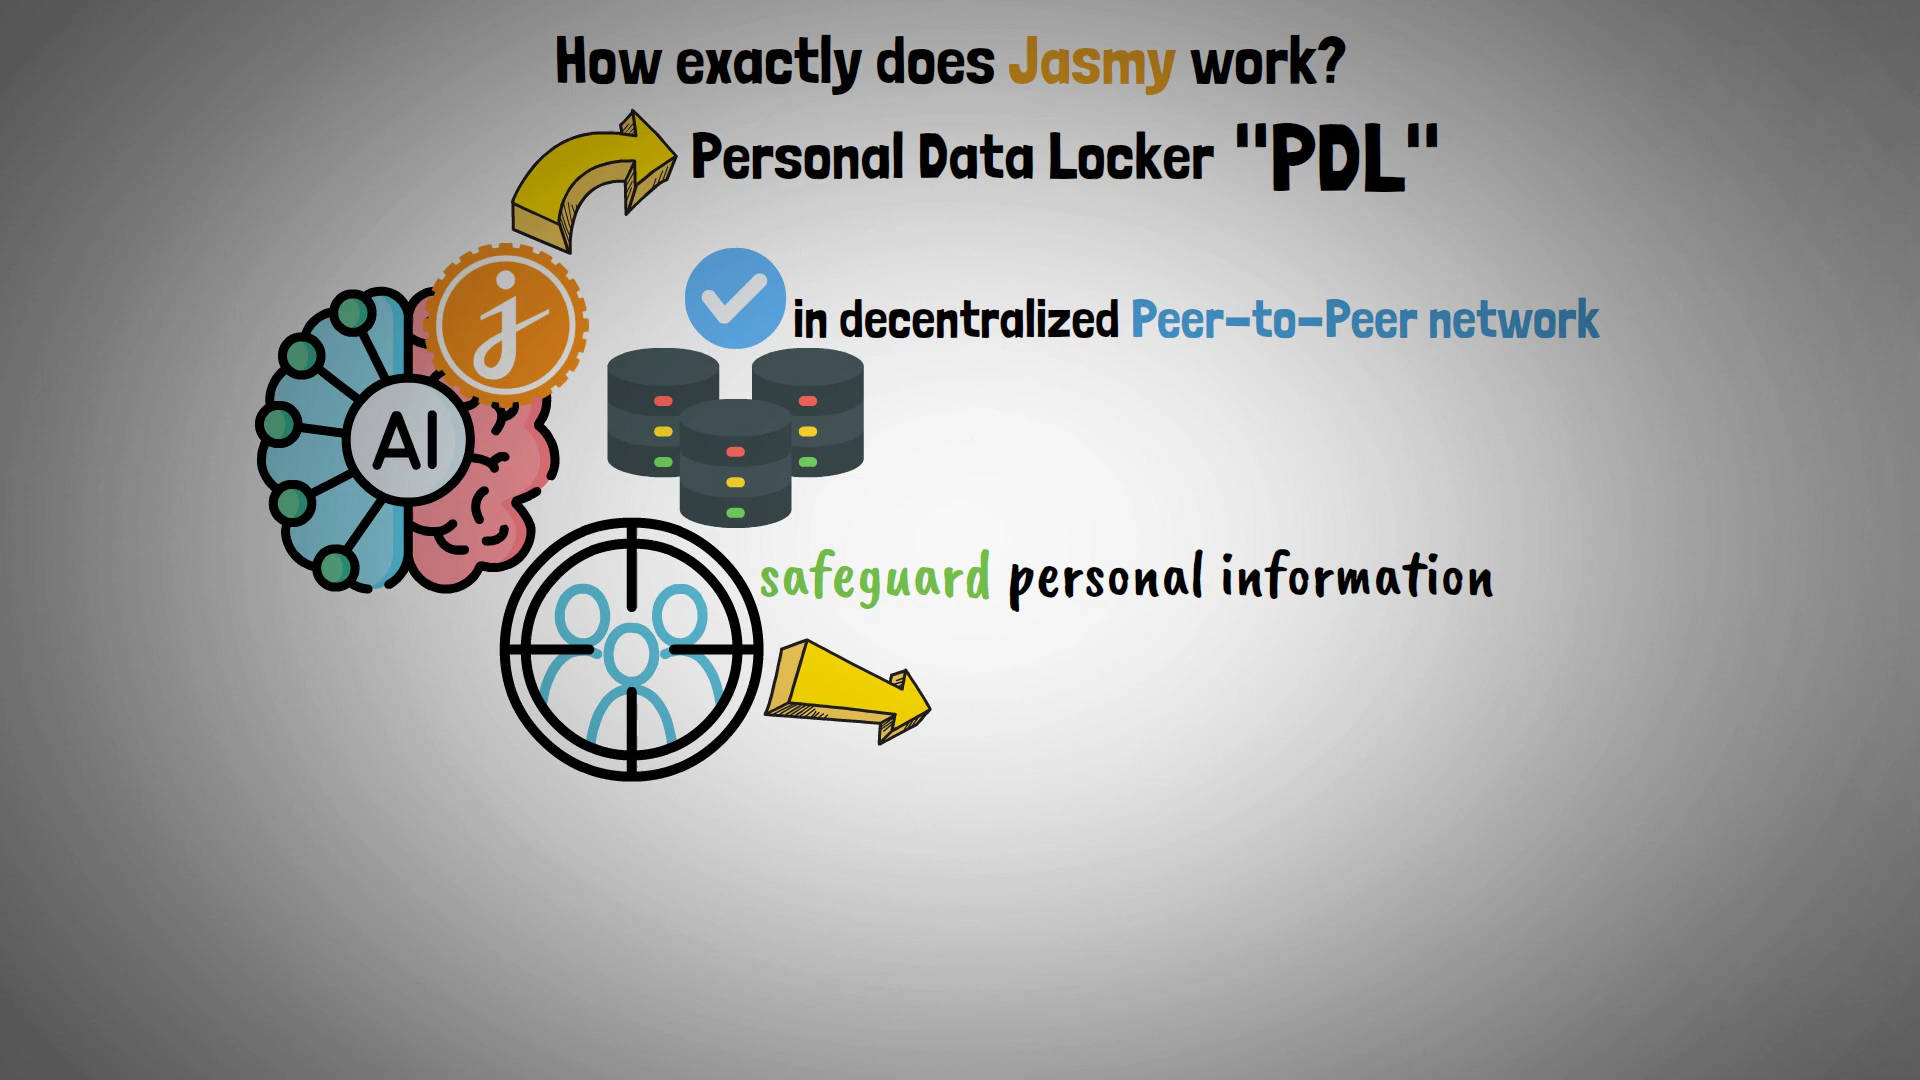 How exactly does Jasmy work?
Personal Data Locker "PDL"
in decentralized Peer-to-Peer network
AI
safeguard personal information